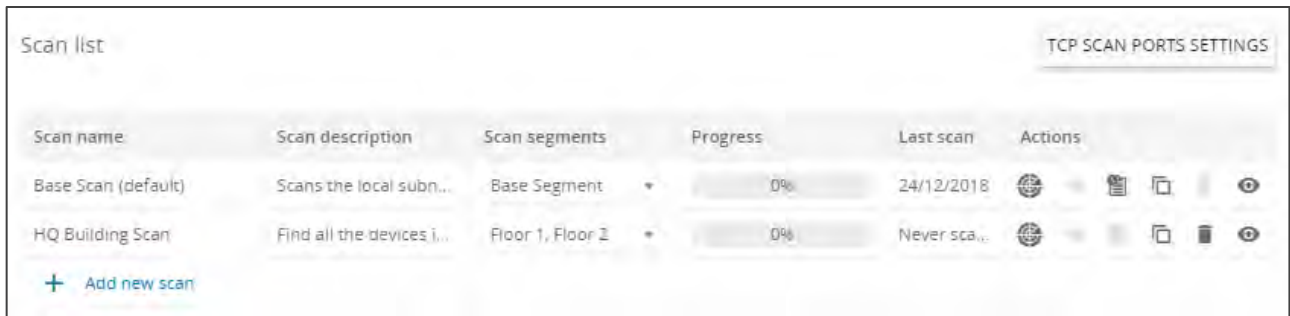 Scan list
TCP SCAN PORTS SETTINGS
Scan name Scan description Scan segments Progress Last scan Actions
Base Scan (default) Scans the local subn... Base Segment 0% 24/12/2018
HQ Building Scan Find all the devices i... Floor 1, Floor 2 0% Never sca...
+ Add new scan